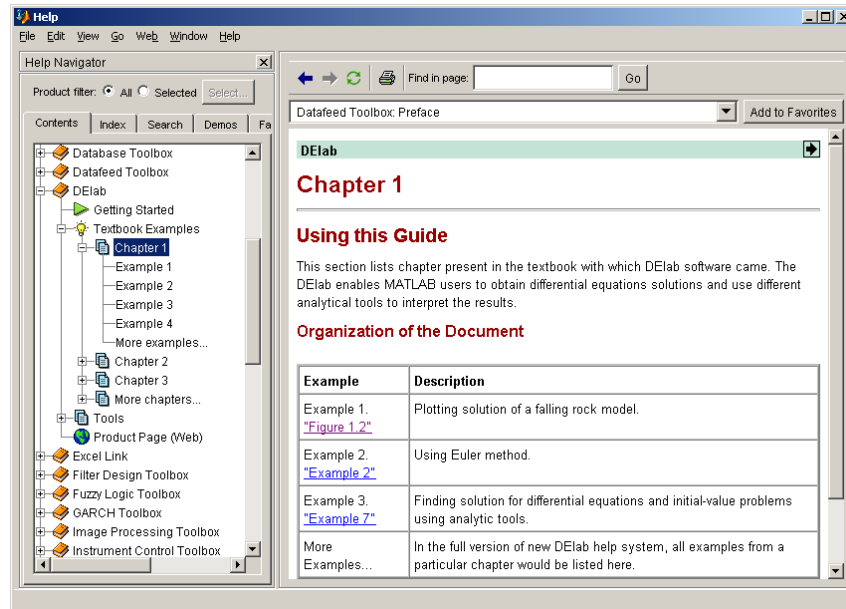 Help
File Edit View Go Web Window Help
Help Navigator
Product filter: All Selected Select...
Contents Index Search Demos Fa
Database Toolbox
Datafeed Toolbox
DElab
Getting Started
Textbook Examples
Chapter 1
Example 1
Example 2
Example 3
Example 4
More examples...
Chapter 2
Chapter 3
More chapters...
Tools
Product Page (Web)
Excel Link
Filter Design Toolbox
Fuzzy Logic Toolbox
GARCH Toolbox
Image Processing Toolbox
Instrument Control Toolbox
Find in page: Go
Datafeed Toolbox: Preface Add to Favorites
DElab
Chapter 1
Using this Guide
This section lists chapter present in the textbook with which DElab software came. The
DElab enables MATLAB users to obtain differential equations solutions and use different
analytical tools to interpret the results.
Organization of the Document
Example Description
Example 1. Plotting solution of a falling rock model.
"Figure 1.2"
Example 2. Using Euler method.
"Example 2"
Example 3. Finding solution for differential equations and initial-value problems
"Example 7" using analytic tools.
More In the full version of new DElab help system, all examples from a
Examples... particular chapter would be listed here.